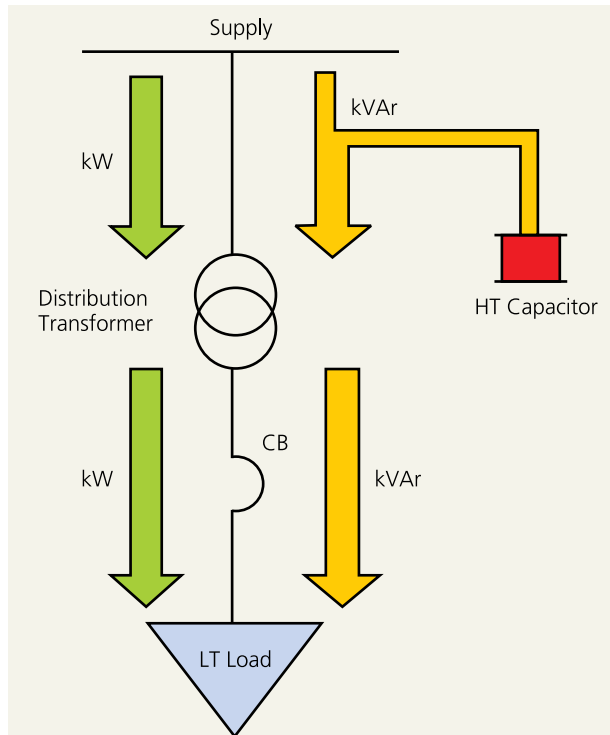 Supply
kVAr
kW
HT Capacitor
Distribution
Transformer
CB
kW
kVAr
LT Load